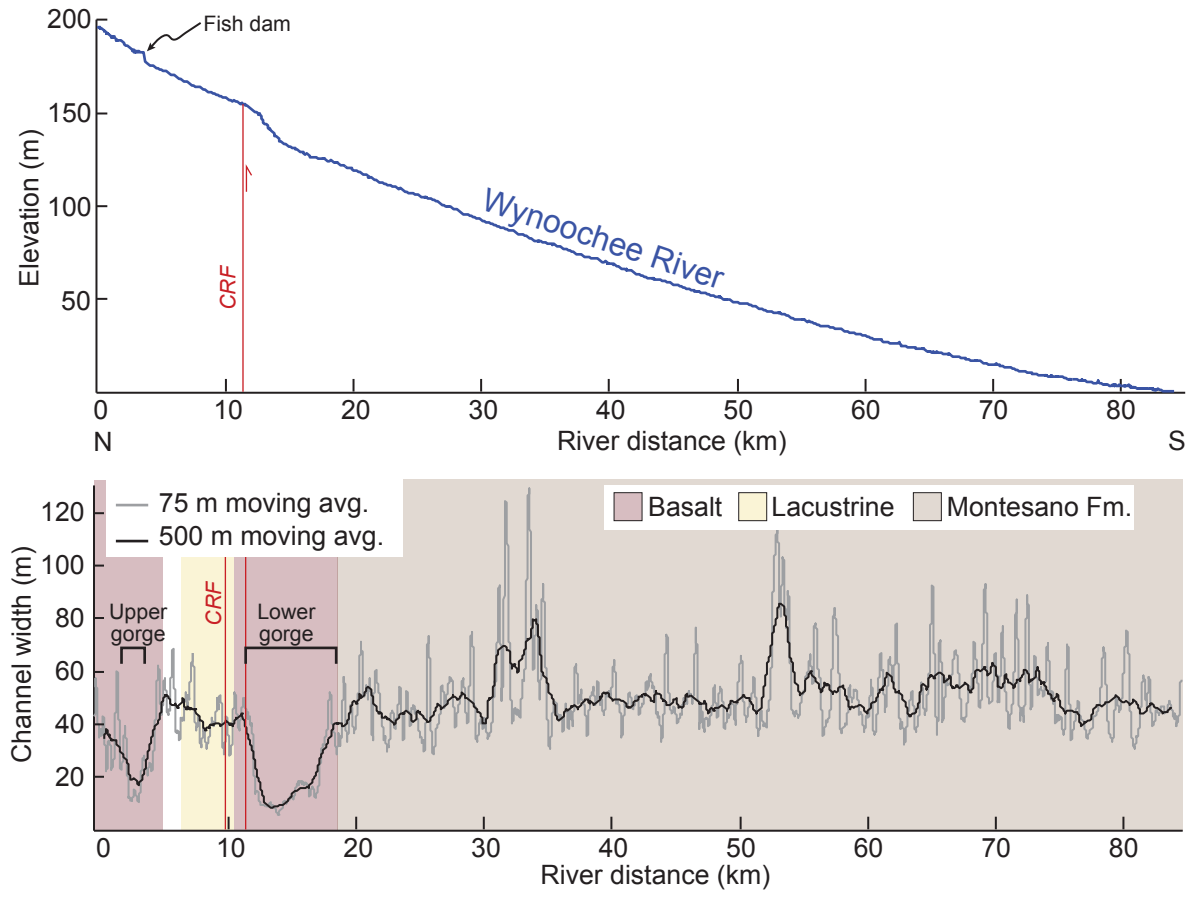 200
Fish dam
150
Elevation (m)
100
Wynoochee River
50
CRF
0 10 20 30 40 50 60 70 80
N River distance (km) S
75 m moving avg.
500 m moving avg.
Basalt Lacustrine Montesano Fm.
120
100
80
60
40
20
Channel width (m)
Upper
gorge
CRF
Lower
gorge
0 10 20 30 40 50 60 70 80
River distance (km)